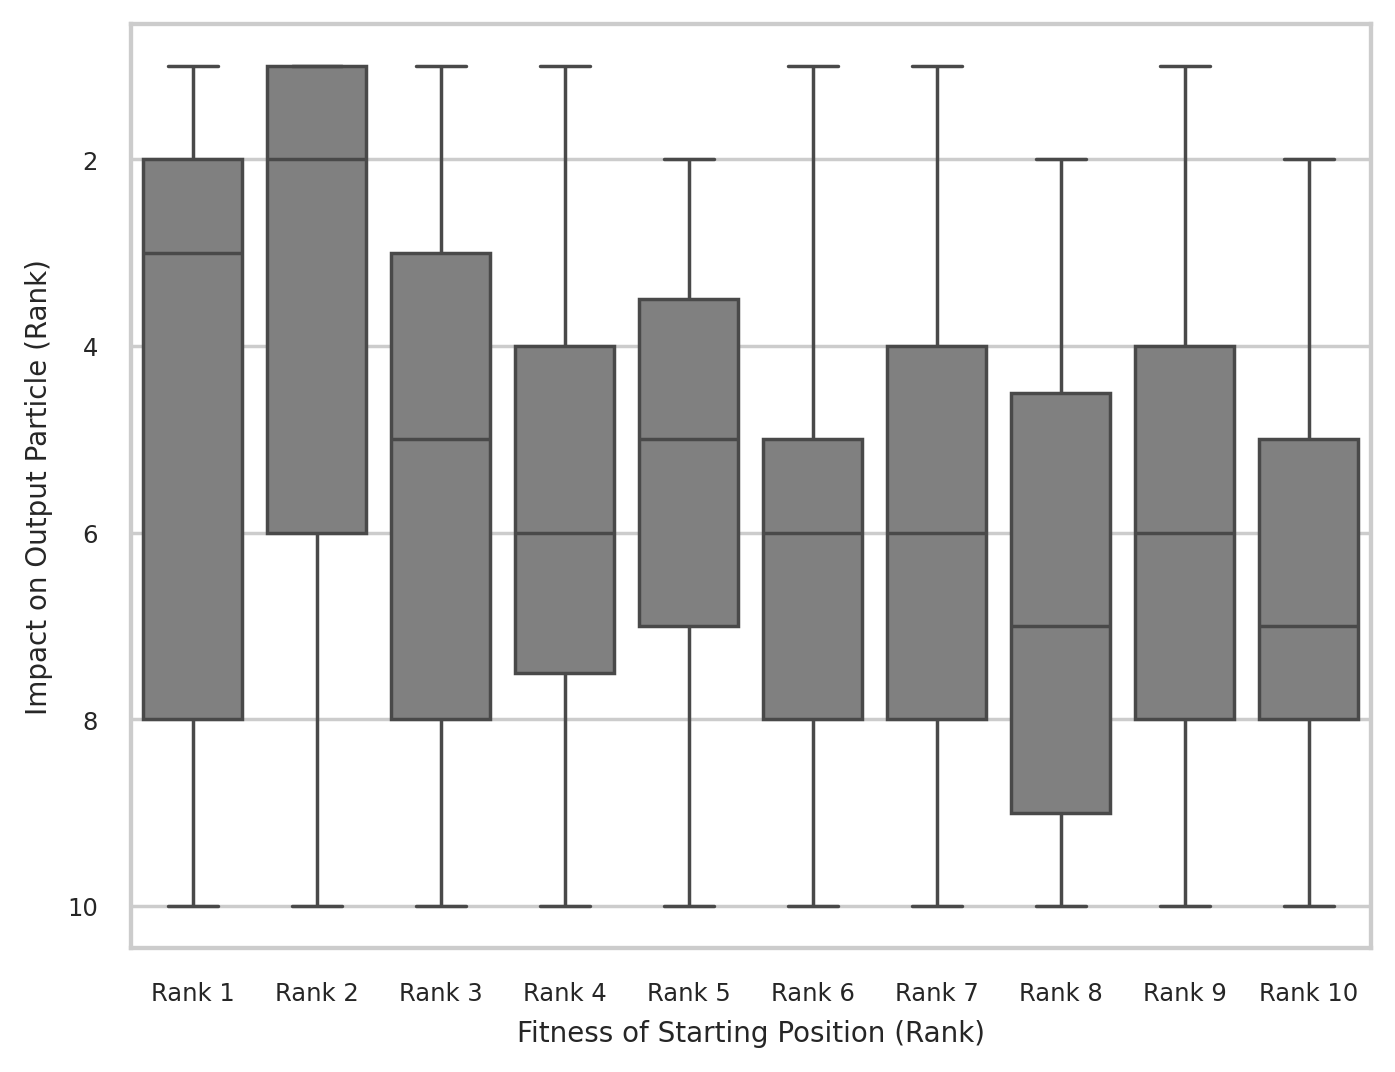 Impact on Output Particle (Rank)
2
4
6
8
10
Rank 1 Rank 2 Rank 3 Rank 4 Rank 5 Rank 6 Rank 7 Rank 8 Rank 9 Rank 10
Fitness of Starting Position (Rank)